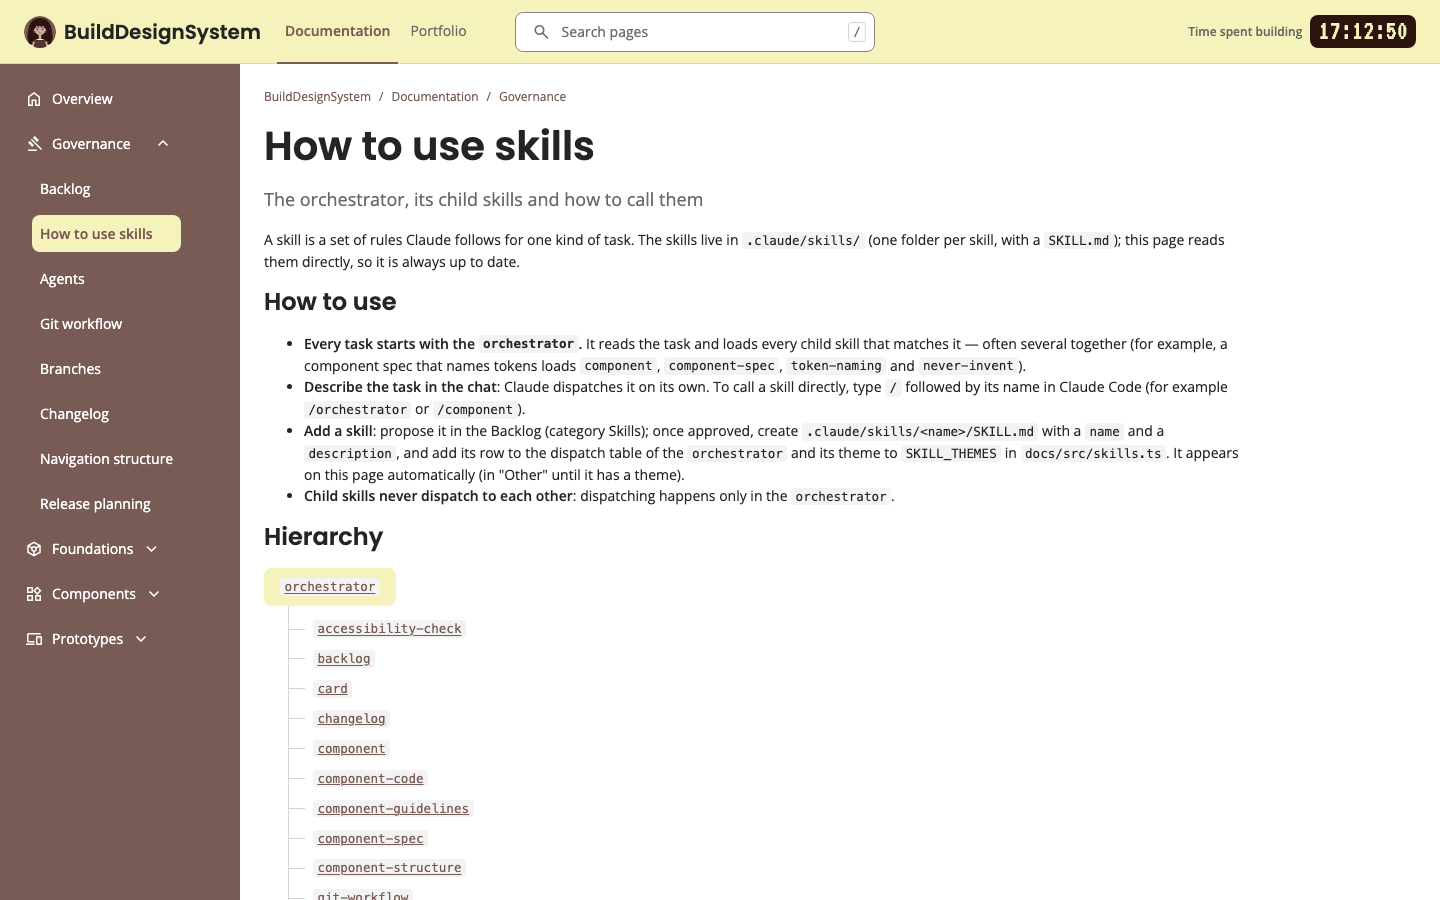 BuildDesignSystem
Documentation
Portfolio
Search pages
/
Time spent building
17:12:50
Overview
Governance
Backlog
How to use skills
Agents
Git workflow
Branches
Changelog
Navigation structure
Release planning
Foundations
Components
Prototypes
BuildDesignSystem / Documentation / Governance
How to use skills
The orchestrator, its child skills and how to call them
A skill is a set of rules Claude follows for one kind of task. The skills live in .claude/skills/ (one folder per skill, with a SKILL.md ); this page reads
them directly, so it is always up to date.
How to use
• Every task starts with the orchestrator . It reads the task and loads every child skill that matches it — often several together (for example, a
component spec that names tokens loads component , component-spec , token-naming and never-invent ).
• Describe the task in the chat: Claude dispatches it on its own. To call a skill directly, type / followed by its name in Claude Code (for example
/orchestrator or /component ).
• Add a skill: propose it in the Backlog (category Skills); once approved, create .claude/skills/<name>/SKILL.md with a name and a
description , and add its row to the dispatch table of the orchestrator and its theme to SKILL_THEMES in docs/src/skills.ts . It appears
on this page automatically (in "Other" until it has a theme).
• Child skills never dispatch to each other: dispatching happens only in the orchestrator .
Hierarchy
orchestrator
accessibility-check
backlog
card
changelog
component
component-code
component-guidelines
component-spec
component-structure
git-workflow